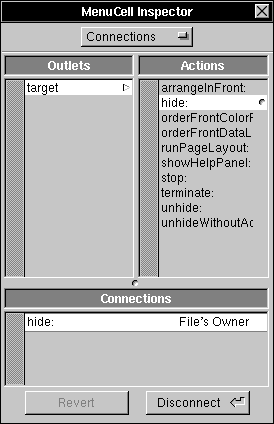 MenuCell Inspector
Connections
Outlets
Actions
target
arrangeInFront:
hide:
orderFrontColorF
orderFrontDataL
runPageLayout:
showHelpPanel:
stop:
terminate:
unhide:
unhideWithoutAc
Connections
hide: File's Owner
Revert
Disconnect